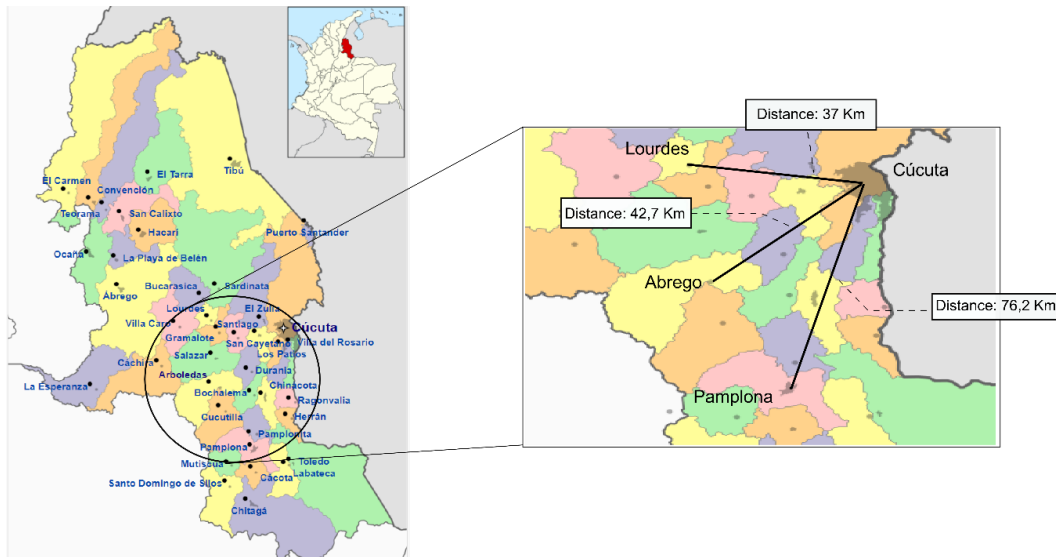 El Tarra
Tibú
El Carmen
Convención
Teorama
San Calixto
Hacari
Puerto Santander
Ocaña
La Playa de Belén
Abrego
Bucarasica
Sardinata
Lourdes
El Zulia
Villa Caro
Santiago
Cúcuta
Gramalote
San Cayetano
Villa del Rosario
Los Patios
Salazar
Cáchira
Durania
Arboledas
La Esperanza
Bochalema
Chinacota
Ragonvalia
Cucutilla
Herrán
Pamplonita
Pamplona
Mutiscua
Toledo
Labateca
Cácota
Santo Domingo de Silos
Chitagá
Distance: 37 Km
Lourdes
Cúcuta
Distance: 42,7 Km
Abrego
Distance: 76,2 Km
Pamplona